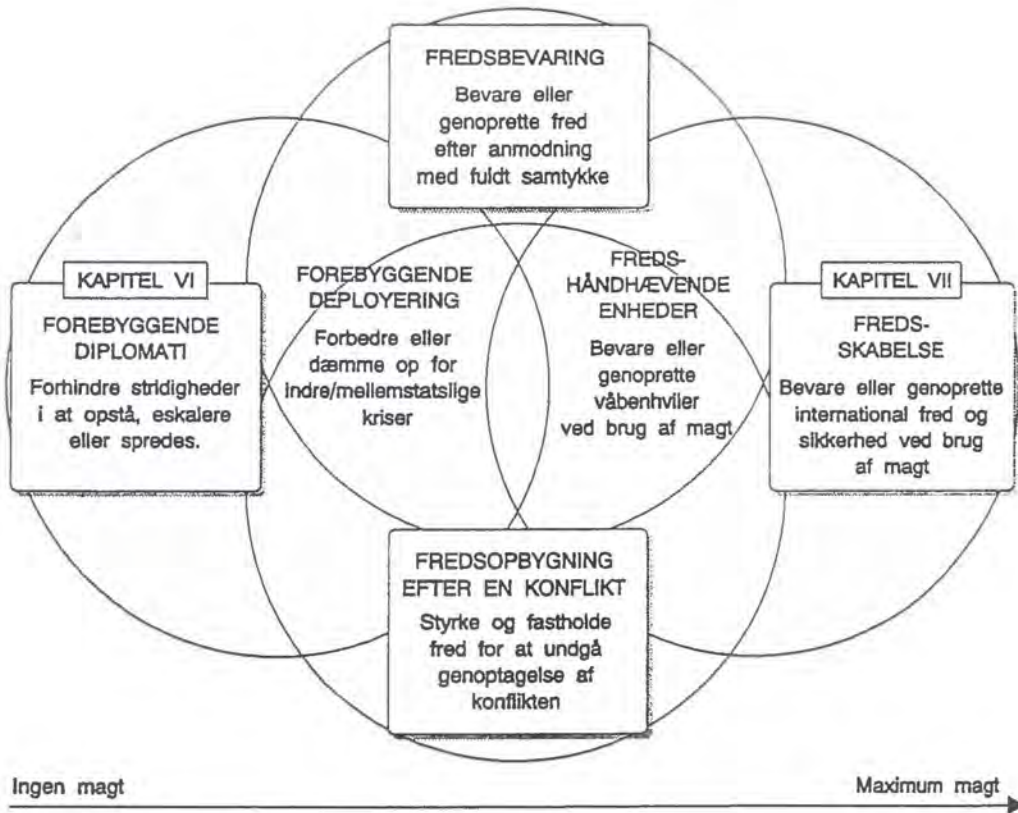 FREDSBEVARING
Bevare eller
genoprette fred
efter anmodning
med fuldt samtykke
KAPITEL VI
FOREBYGGENDE
DIPLOMATI
Forhindre stridigheder
i at opstå, eskalere
eller spredes.
FOREBYGGENDE
DEPLOYERING
Forbedre eller
dæmme op for
indre/mellemstatslige
kriser
FREDS-
HÅNDHÆVENDE
ENHEDER
Bevare eller
genoprette
våbenhviler
ved brug af magt
KAPITEL VII
FREDS-
SKABELSE
Bevare eller genoprette
international fred og
sikkerhed ved brug
af magt
FREDSOPBYGNING
EFTER EN KONFLIKT
Styrke og fastholde
fred for at undgå
genoptagelse af
konflikten
Ingen magt
Maximum magt